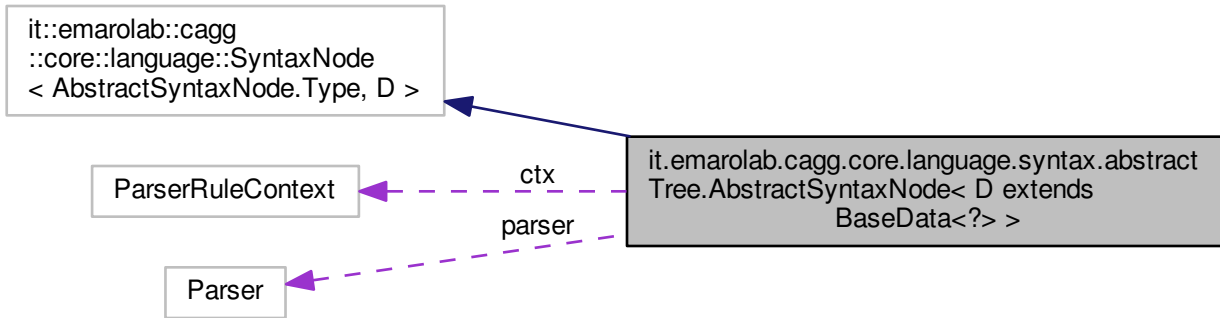 it::emarolab::cagg
::core::language::SyntaxNode
< AbstractSyntaxNode.Type, D >
it.emarolab.cagg.core.language.syntax.abstract
Tree.AbstractSyntaxNode< D extends
BaseData<?> >
ParserRuleContext
ctx
parser
Parser